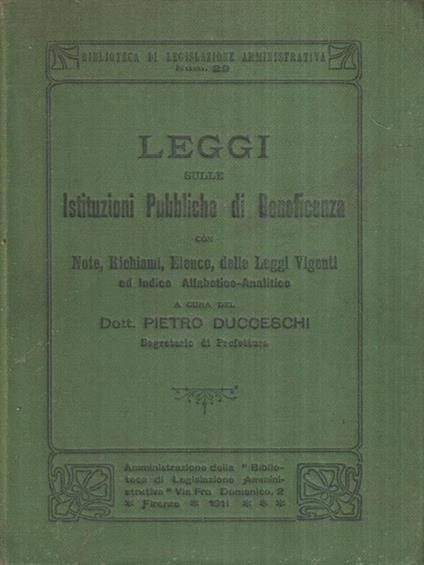 BIBLIOTECA DI LEGISLAZIONE AMMINISTRATIVA
Num. 29
LEGGI
SULLE
Istituzioni Pubbliche di Beneficenza
CON
Note, Richiami, Elenco, delle Leggi Vigenti
ed Indice Alfabetico-Analitico
A CURA DEL
Dott. PIETRO DUCCESCHI
Segretario di Prefettura
Amministrazione della "Biblio-
teca di Legislazione Ammini-
strativa" Via Fra Domenico, 2
* Firenze * 1911 * * *